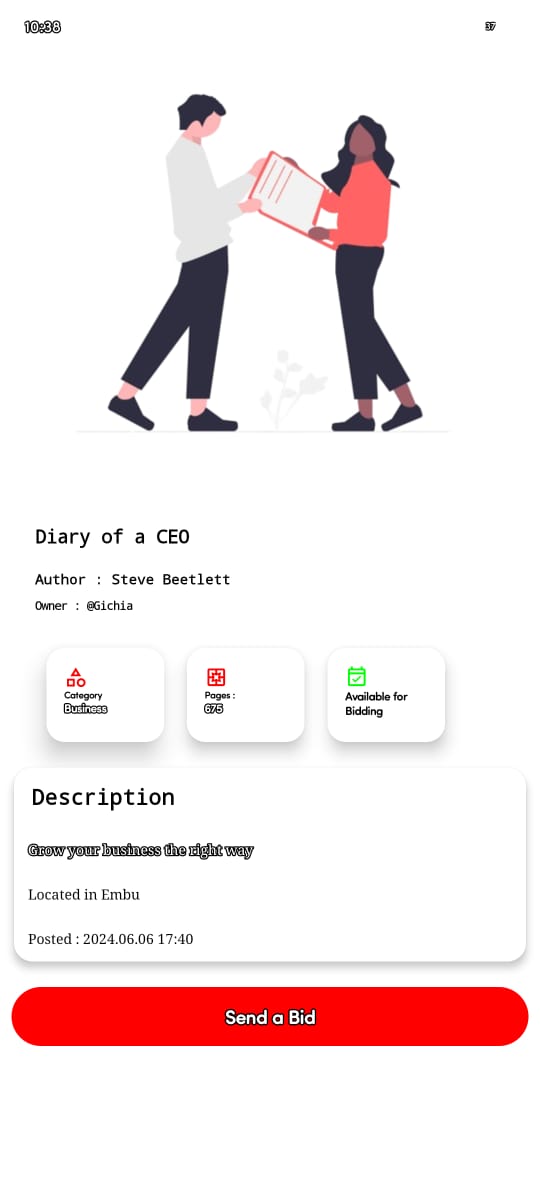 10:38
37
Diary of a CEO
Author : Steve Beetlett
Owner : @Gichia
Category
Business
Pages :
675
Available for
Bidding
Description
Grow your business the right way
Located in Embu
Posted : 2024.06.06 17:40
Send a Bid